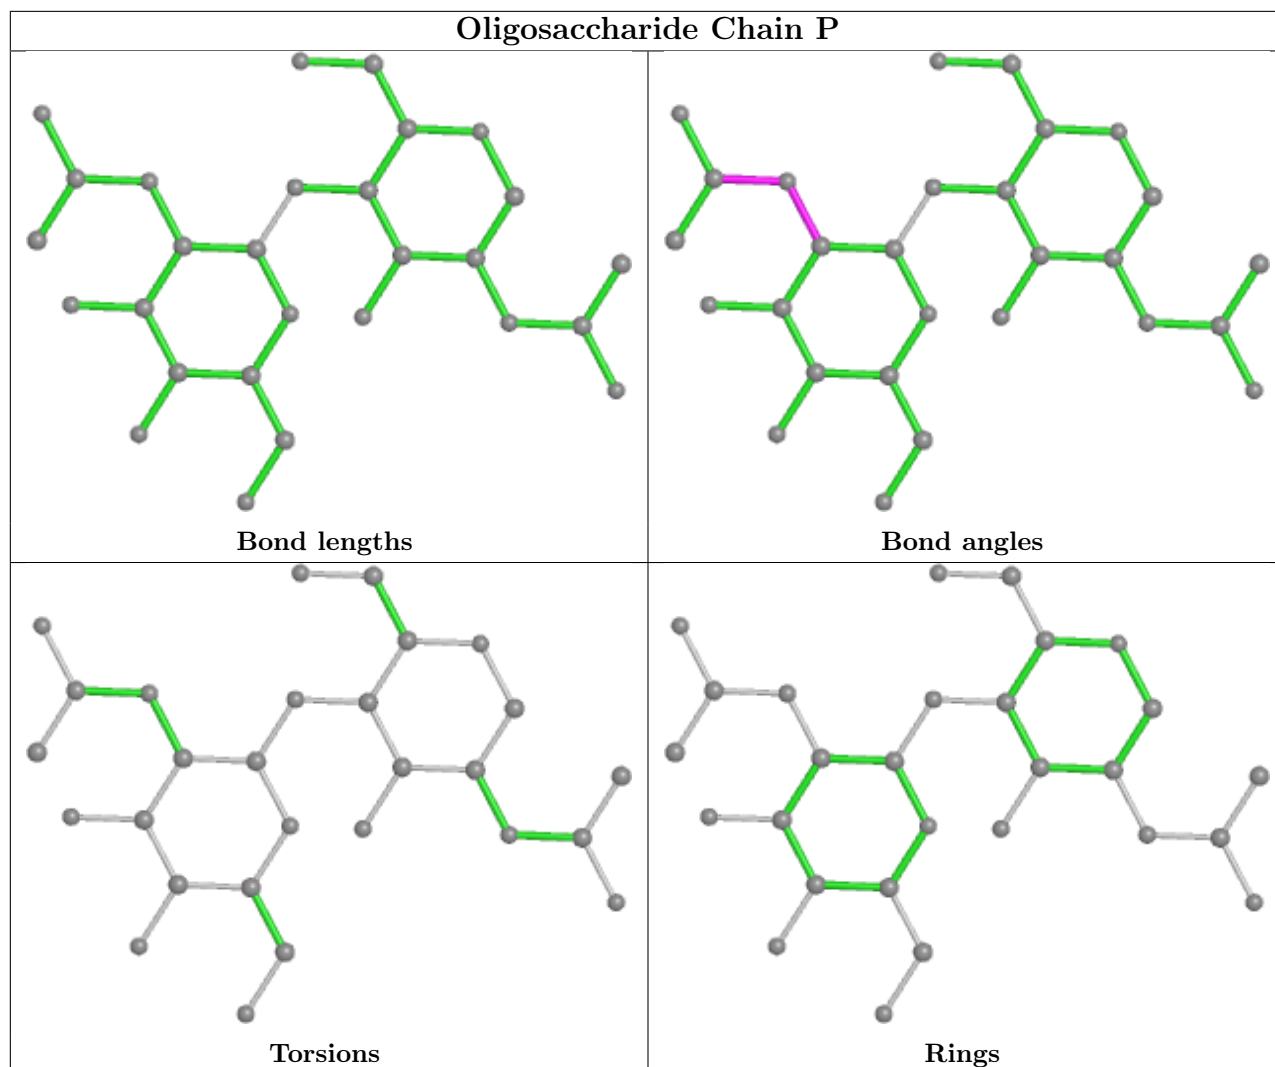 Oligosaccharide Chain P
Bond lengths
Bond angles
Torsions
Rings